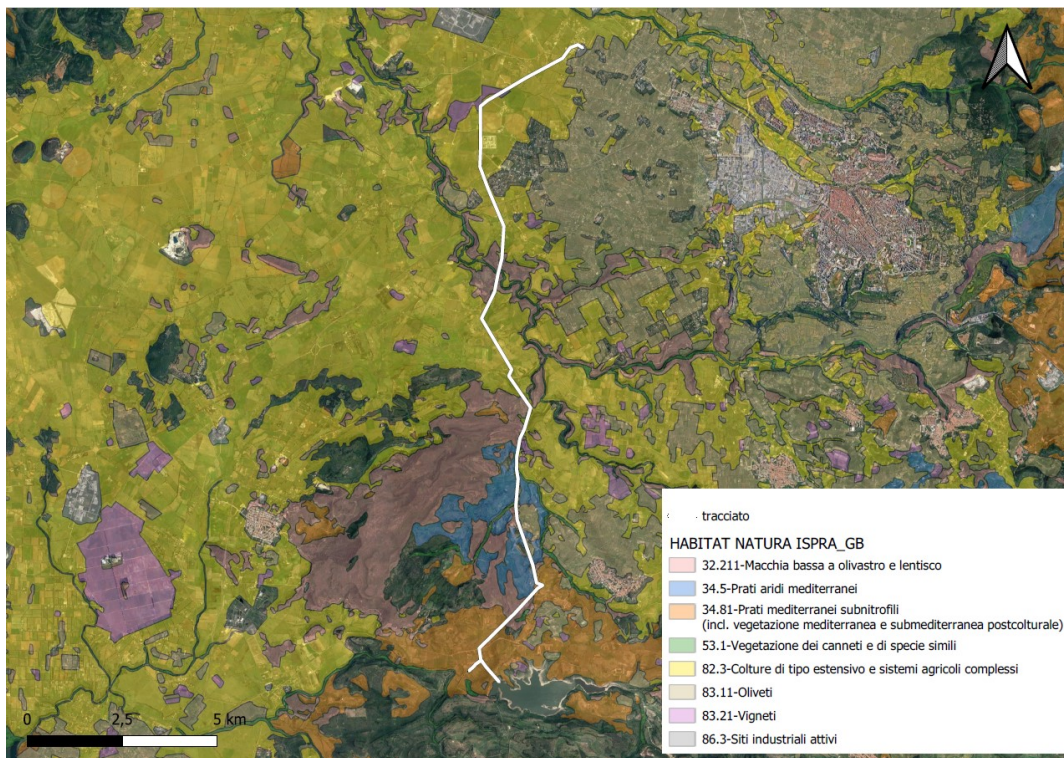 tracciato
HABITAT NATURA ISPRA_GB
32.211-Macchia bassa a olivastro e lentisco
34.5-Prati aridi mediterranei
34.81-Prati mediterranei subnitrofili
(incl. vegetazione mediterranea e submediterranea postcolturale)
53.1-Vegetazione dei canneti e di specie simili
82.3-Colture di tipo estensivo e sistemi agricoli complessi
83.11-Oliveti
83.21-Vigneti
86.3-Siti industriali attivi
0 2,5 5 km